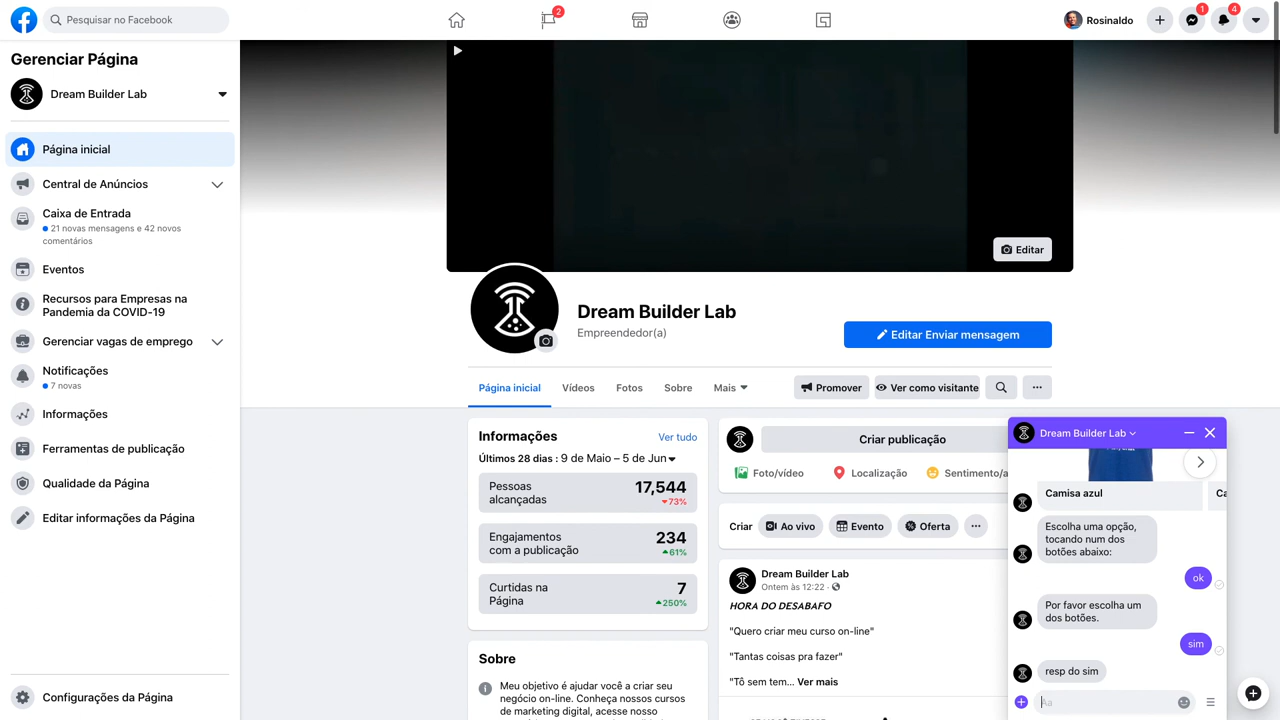 Pesquisar no Facebook
2
Rosinaldo
1
4
Gerenciar Página
Dream Builder Lab
Página inicial
Central de Anúncios
Caixa de Entrada
21 novas mensagens e 42 novos
comentários
Eventos
Recursos para Empresas na
Pandemia da COVID-19
Gerenciar vagas de emprego
Notificações
7 novas
Informações
Ferramentas de publicação
Qualidade da Página
Editar informações da Página
Configurações da Página
Editar
Dream Builder Lab
Empreendedor(a)
Editar Enviar mensagem
Página inicial
Vídeos
Fotos
Sobre
Mais
Promover
Ver como visitante
Informações
Ver tudo
Últimos 28 dias : 9 de Maio – 5 de Jun
Pessoas
alcançadas
17,544
73%
Engajamentos
com a publicação
234
61%
Curtidas na
Página
7
250%
Sobre
Meu objetivo é ajudar você a criar seu
negócio on-line. Conheça nossos cursos
de marketing digital, acesse nosso
Criar publicação
Foto/vídeo
Localização
Sentimento/a
Criar
Ao vivo
Evento
Oferta
Dream Builder Lab
Ontem às 12:22 ·
HORA DO DESABAFO
"Quero criar meu curso on-line"
"Tantas coisas pra fazer"
"Tô sem tem... Ver mais
Dream Builder Lab
Camisa azul
Ca
Escolha uma opção,
tocando num dos
botões abaixo:
ok
Por favor escolha um
dos botões.
sim
resp do sim
Aa